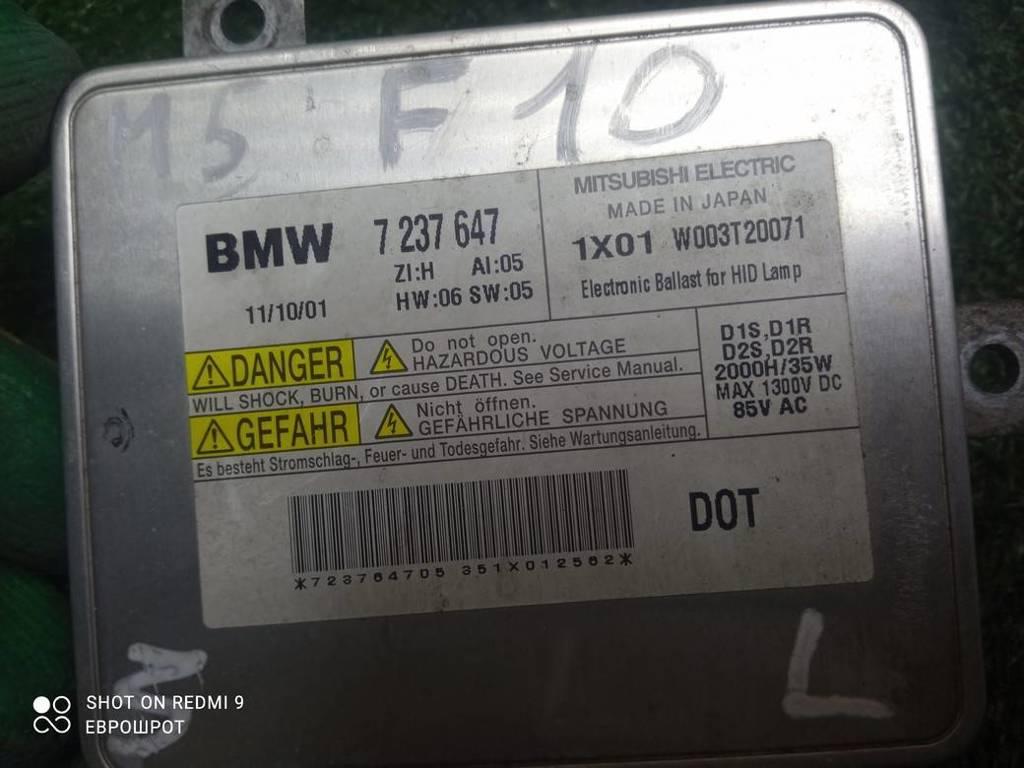 M5 F10
BMW 7 237 647
ZI:H AI:05
11/10/01 HW:06 SW:05
MITSUBISHI ELECTRIC
MADE IN JAPAN
1X01 W003T20071
Electronic Ballast for HID Lamp
DANGER Do not open.
HAZARDOUS VOLTAGE
WILL SHOCK, BURN, or cause DEATH. See Service Manual.
GEFAHR Nicht öffnen.
GEFÄHRLICHE SPANNUNG
Es besteht Stromschlag-, Feuer- und Todesgefahr. Siehe Wartungsanleitung.
D1S,D1R
D2S,D2R
2000H/35W
MAX 1300V DC
85V AC
DOT
*723764705 351X012562*
L
SHOT ON REDMI 9
ЕВРОШРОТ